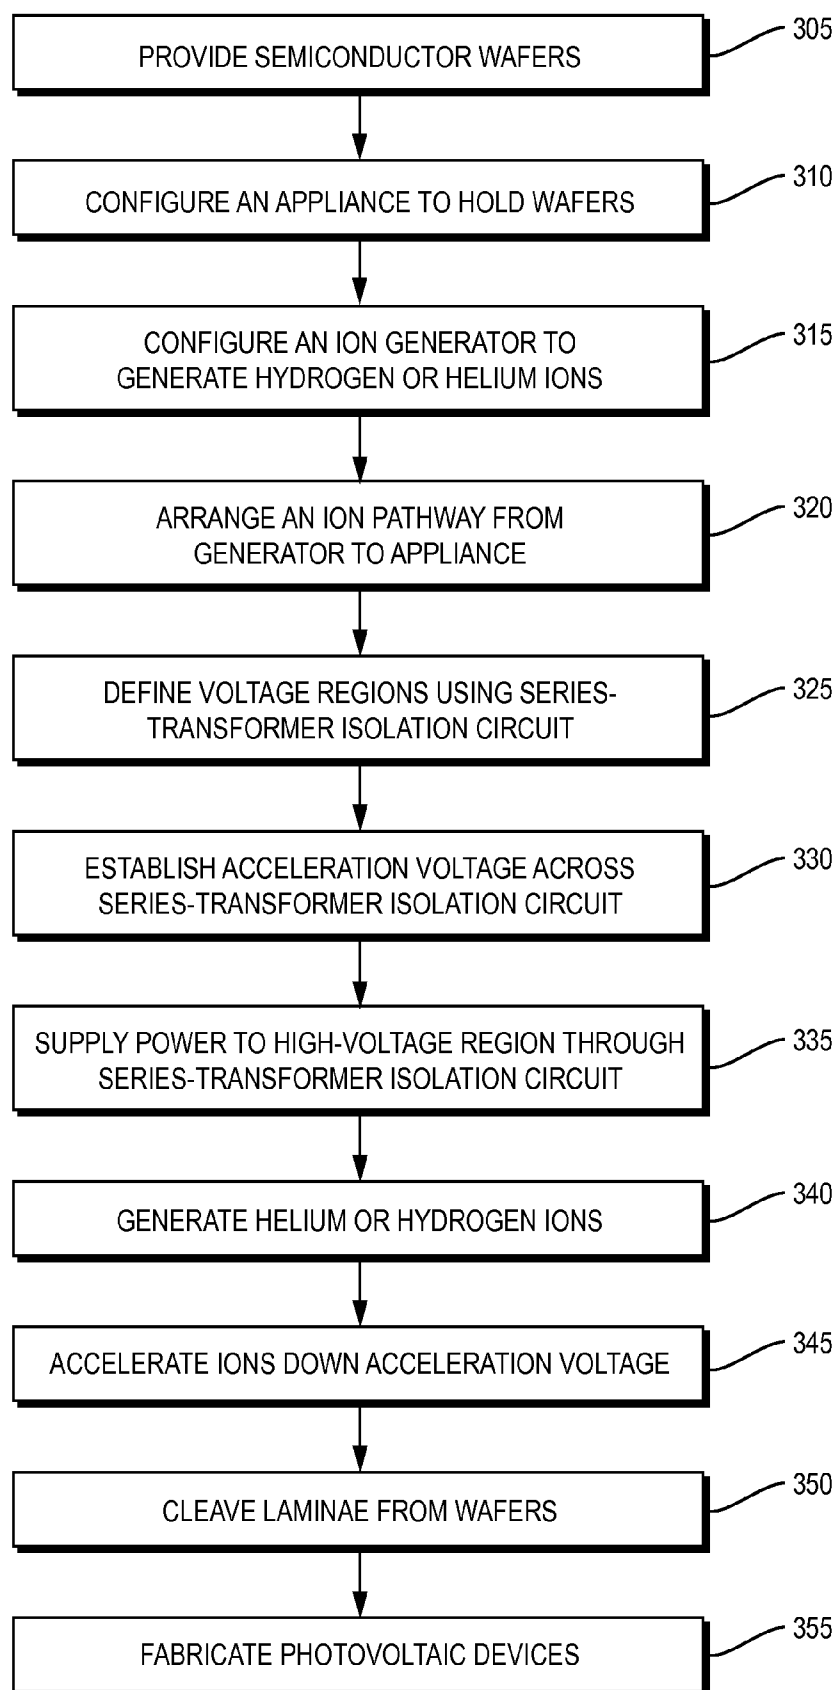 PROVIDE SEMICONDUCTOR WAFERS
305
CONFIGURE AN APPLIANCE TO HOLD WAFERS
310
CONFIGURE AN ION GENERATOR TO
GENERATE HYDROGEN OR HELIUM IONS
315
ARRANGE AN ION PATHWAY FROM
GENERATOR TO APPLIANCE
320
DEFINE VOLTAGE REGIONS USING SERIES-
TRANSFORMER ISOLATION CIRCUIT
325
ESTABLISH ACCELERATION VOLTAGE ACROSS
SERIES-TRANSFORMER ISOLATION CIRCUIT
330
SUPPLY POWER TO HIGH-VOLTAGE REGION THROUGH
SERIES-TRANSFORMER ISOLATION CIRCUIT
335
GENERATE HELIUM OR HYDROGEN IONS
340
ACCELERATE IONS DOWN ACCELERATION VOLTAGE
345
CLEAVE LAMINAE FROM WAFERS
350
FABRICATE PHOTOVOLTAIC DEVICES
355